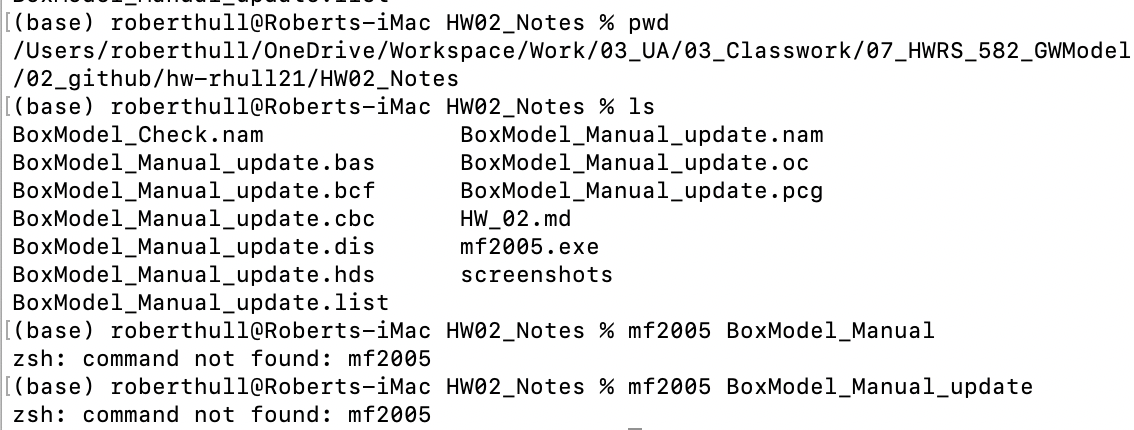 [(base) roberthull@Roberts-iMac HW02_Notes % pwd
/Users/roberthull/OneDrive/Workspace/Work/03_UA/03_Classwork/07_HWRS_582_GWModel
/02_github/hw-rhull21/HW02_Notes
[(base) roberthull@Roberts-iMac HW02_Notes % ls
BoxModel_Check.nam BoxModel_Manual_update.nam
BoxModel_Manual_update.bas BoxModel_Manual_update.oc
BoxModel_Manual_update.bcf BoxModel_Manual_update.pcg
BoxModel_Manual_update.cbc HW_02.md
BoxModel_Manual_update.dis mf2005.exe
BoxModel_Manual_update.hds screenshots
BoxModel_Manual_update.list
[(base) roberthull@Roberts-iMac HW02_Notes % mf2005 BoxModel_Manual
zsh: command not found: mf2005
[(base) roberthull@Roberts-iMac HW02_Notes % mf2005 BoxModel_Manual_update
zsh: command not found: mf2005